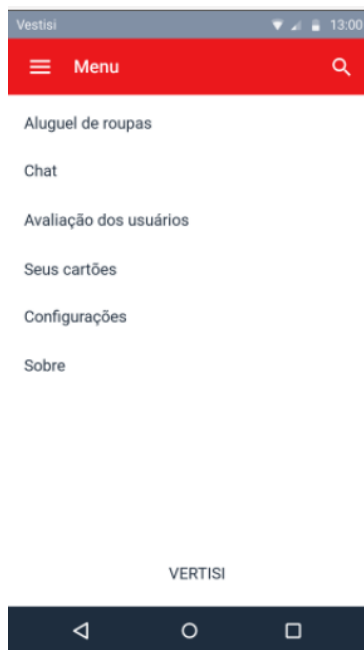 Vestisi 13:00
Menu
Aluguel de roupas
Chat
Avaliação dos usuários
Seus cartões
Configurações
Sobre
VERTISI